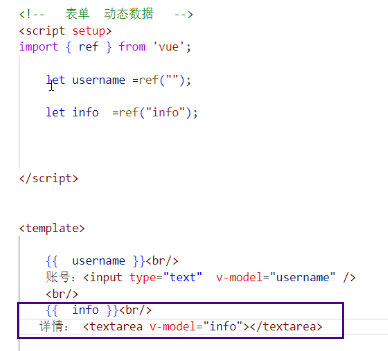 <!--   表单  动态数据   -->
<script setup>
import { ref } from 'vue';
let username =ref("");
let info  =ref("info");
</script>
<template>
{{  username }}<br/>
账号：<input type="text"  v-model="username" />
<br/>
{{  info }}<br/>
详情： <textarea v-model="info"></textarea>